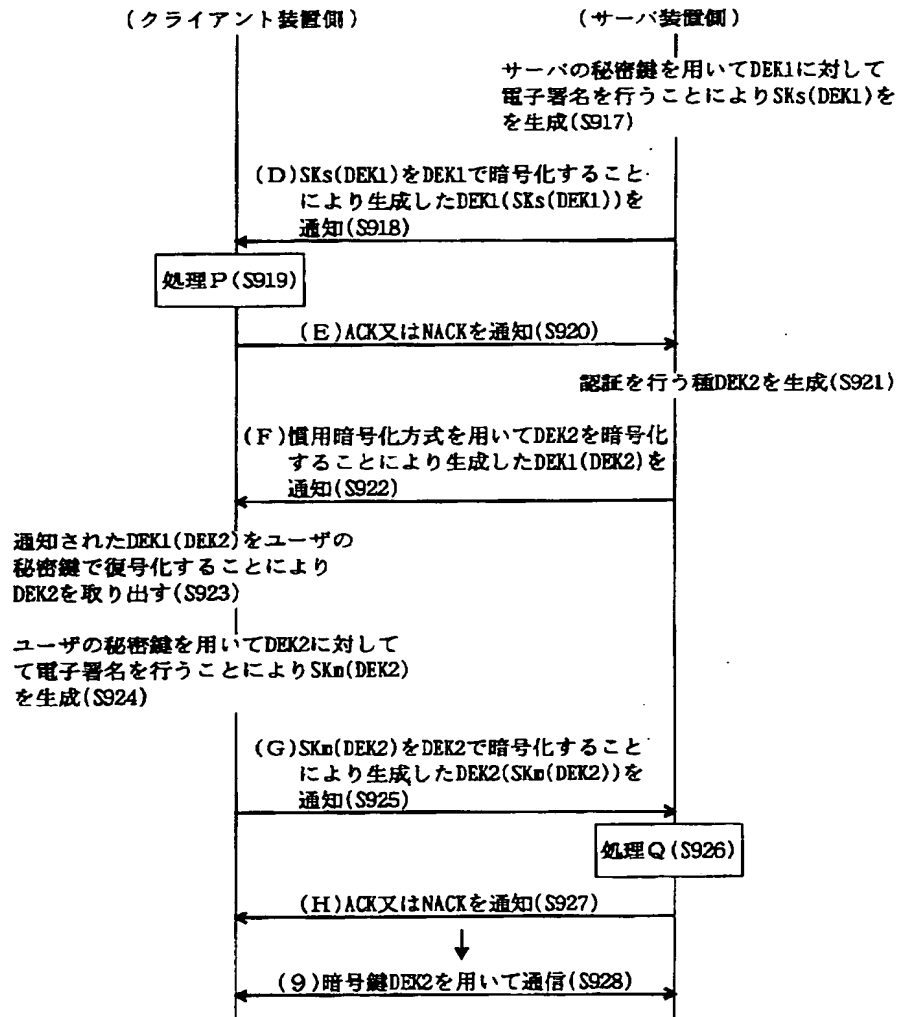 (クライアント装置側)
(サーバ装置側)
サーバの秘密鍵を用いてDEK1に対して
電子署名を行うことによりSKs(DEK1)を
を生成(S917)
(D)SKs(DEK1)をDEK1で暗号化すること
により生成したDEK1(SKs(DEK1))を
通知(S918)
処理P(S919)
(E)ACK又はNACKを通知(S920)
認証を行う種DEK2を生成(S921)
(F)慣用暗号化方式を用いてDEK2を暗号化
することにより生成したDEK1(DEK2)を
通知(S922)
通知されたDEK1(DEK2)をユーザの
秘密鍵で復号化することにより
DEK2を取り出す(S923)
ユーザの秘密鍵を用いてDEK2に対して
て電子署名を行うことによりSKm(DEK2)
を生成(S924)
(G)SKm(DEK2)をDEK2で暗号化すること
により生成したDEK2(SKm(DEK2))を
通知(S925)
処理Q(S926)
(H)ACK又はNACKを通知(S927)
(9)暗号鍵DEK2を用いて通信(S928)